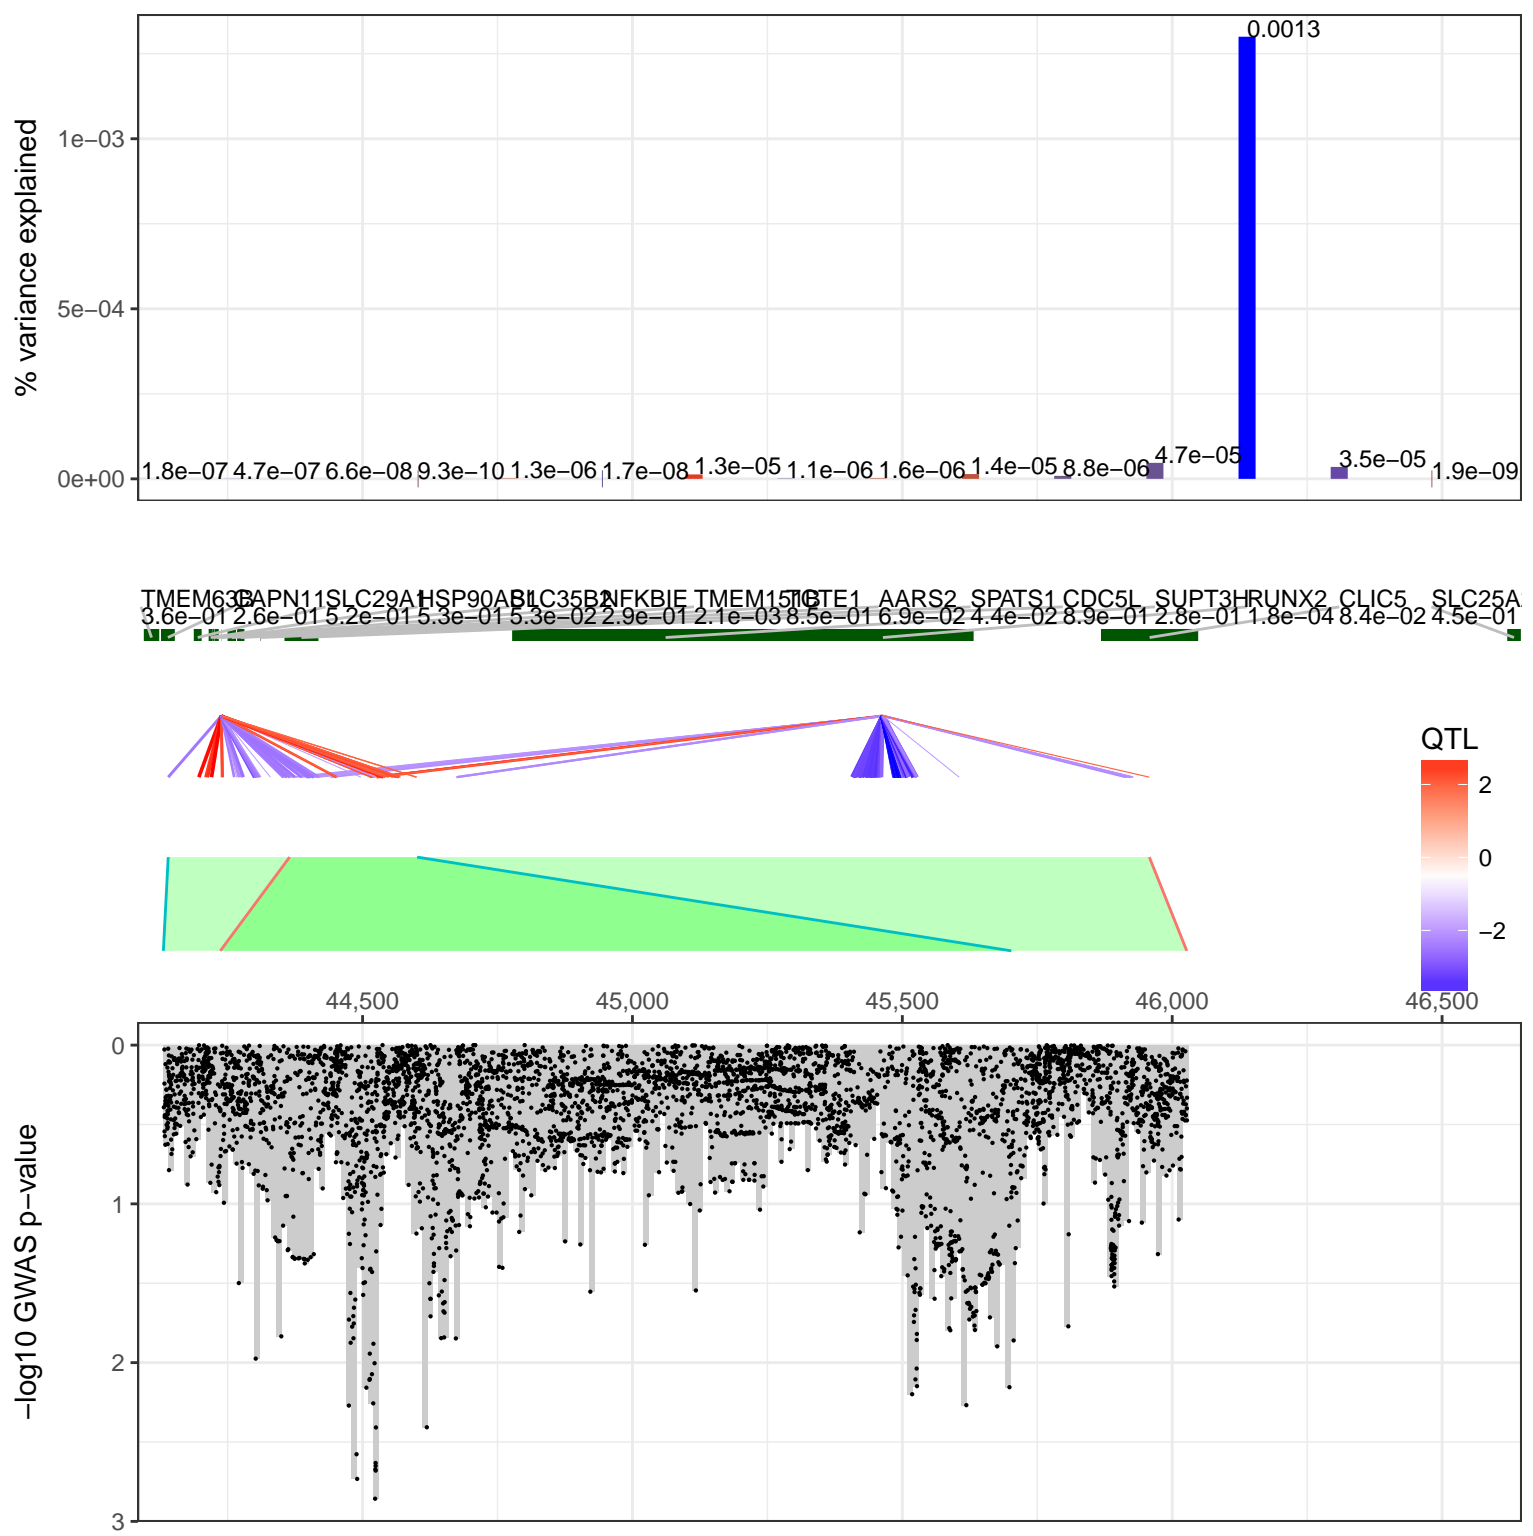 % variance explained
1e−03
5e−04
0e+00
0.0013
1.8e−07 4.7e−07 6.6e−08 9.3e−10 1.3e−06 1.7e−08 1.3e−05 1.1e−06 1.6e−06 1.4e−05 8.8e−06 4.7e−05 3.5e−05 1.9e−09
TMEM63B CAPN11 SLC29A1 HSP90AB1 SLC35B2 NFKBIE TMEM151B TCTE1 AARS2 SPATS1 CDC5L SUPT3H RUNX2 CLIC5 SLC25A
3.6e−01 2.6e−01 5.2e−01 5.3e−01 5.3e−02 2.9e−01 2.1e−03 8.5e−01 6.9e−02 4.4e−02 8.9e−01 2.8e−01 1.8e−04 8.4e−02 4.5e−01
QTL
2
0
−2
44,500 45,000 45,500 46,000 46,500
−log10 GWAS p−value
0
1
2
3